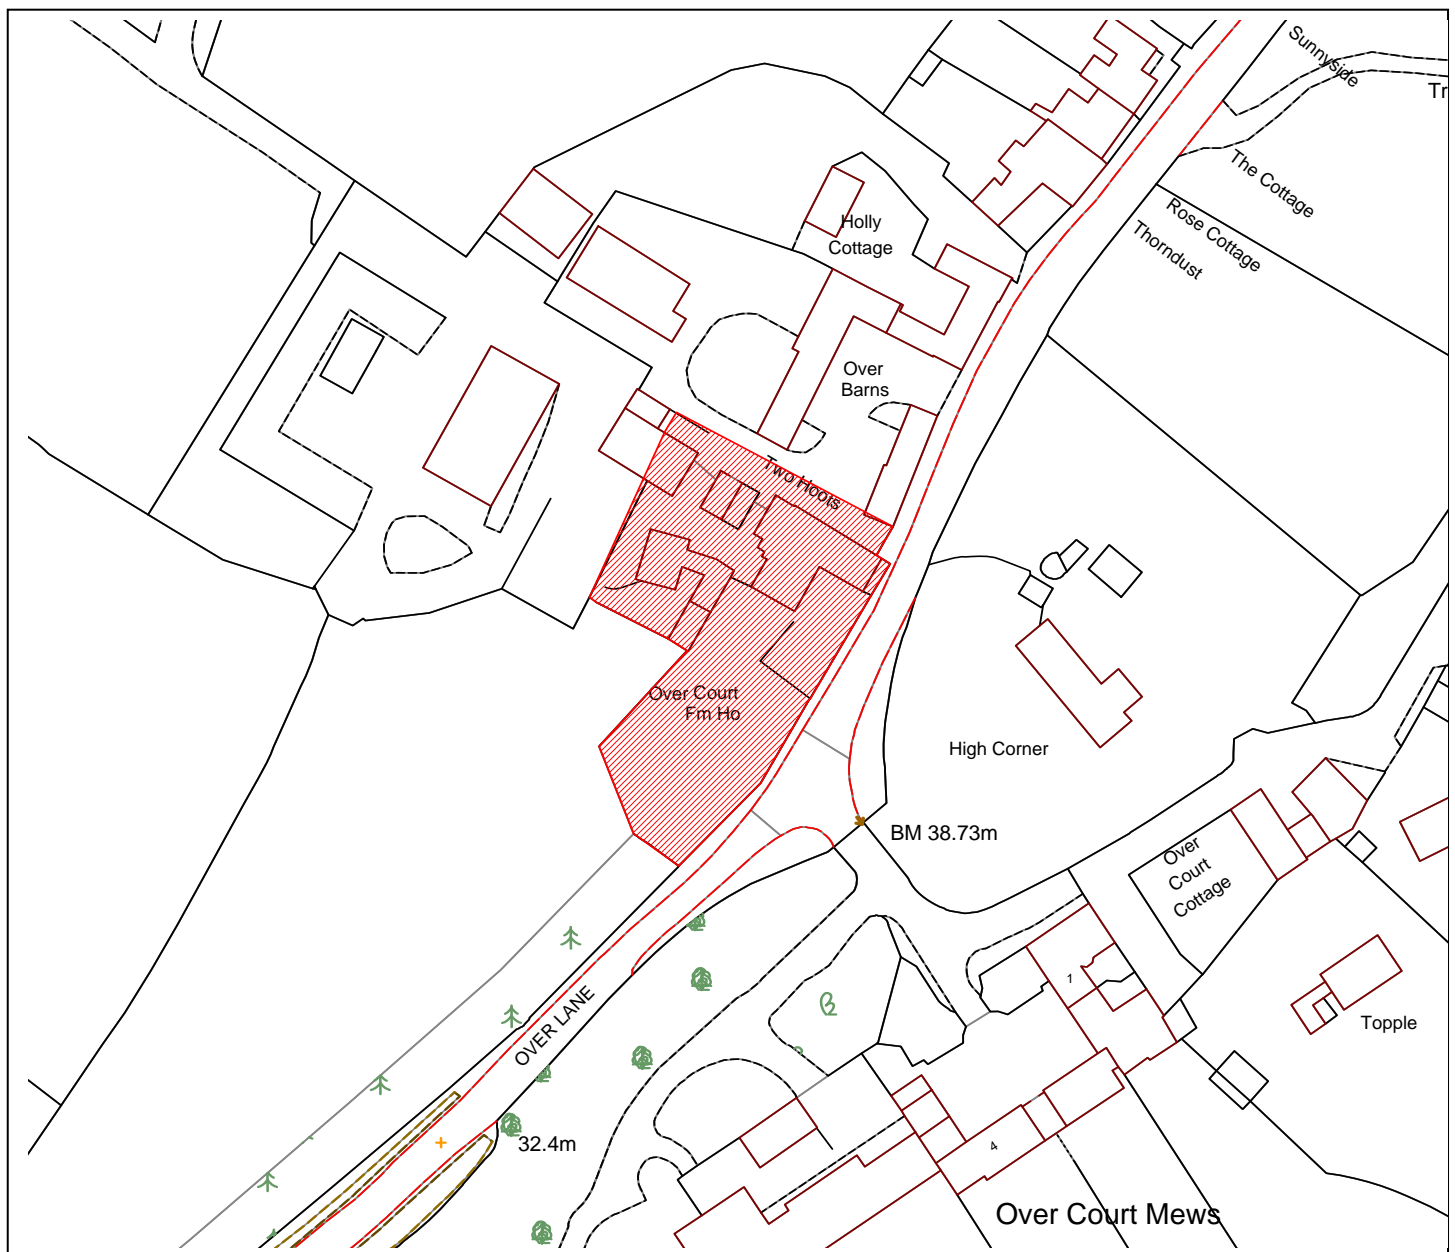 Sunnyside
Tr
The Cottage
Rose Cottage
Thorndust
Holly
Cottage
Over
Barns
Two Hoots
Over Court
Fm Ho
High Corner
BM 38.73m
Over
Court
Cottage
1
Topple
OVER LANE
32.4m
4
Over Court Mews